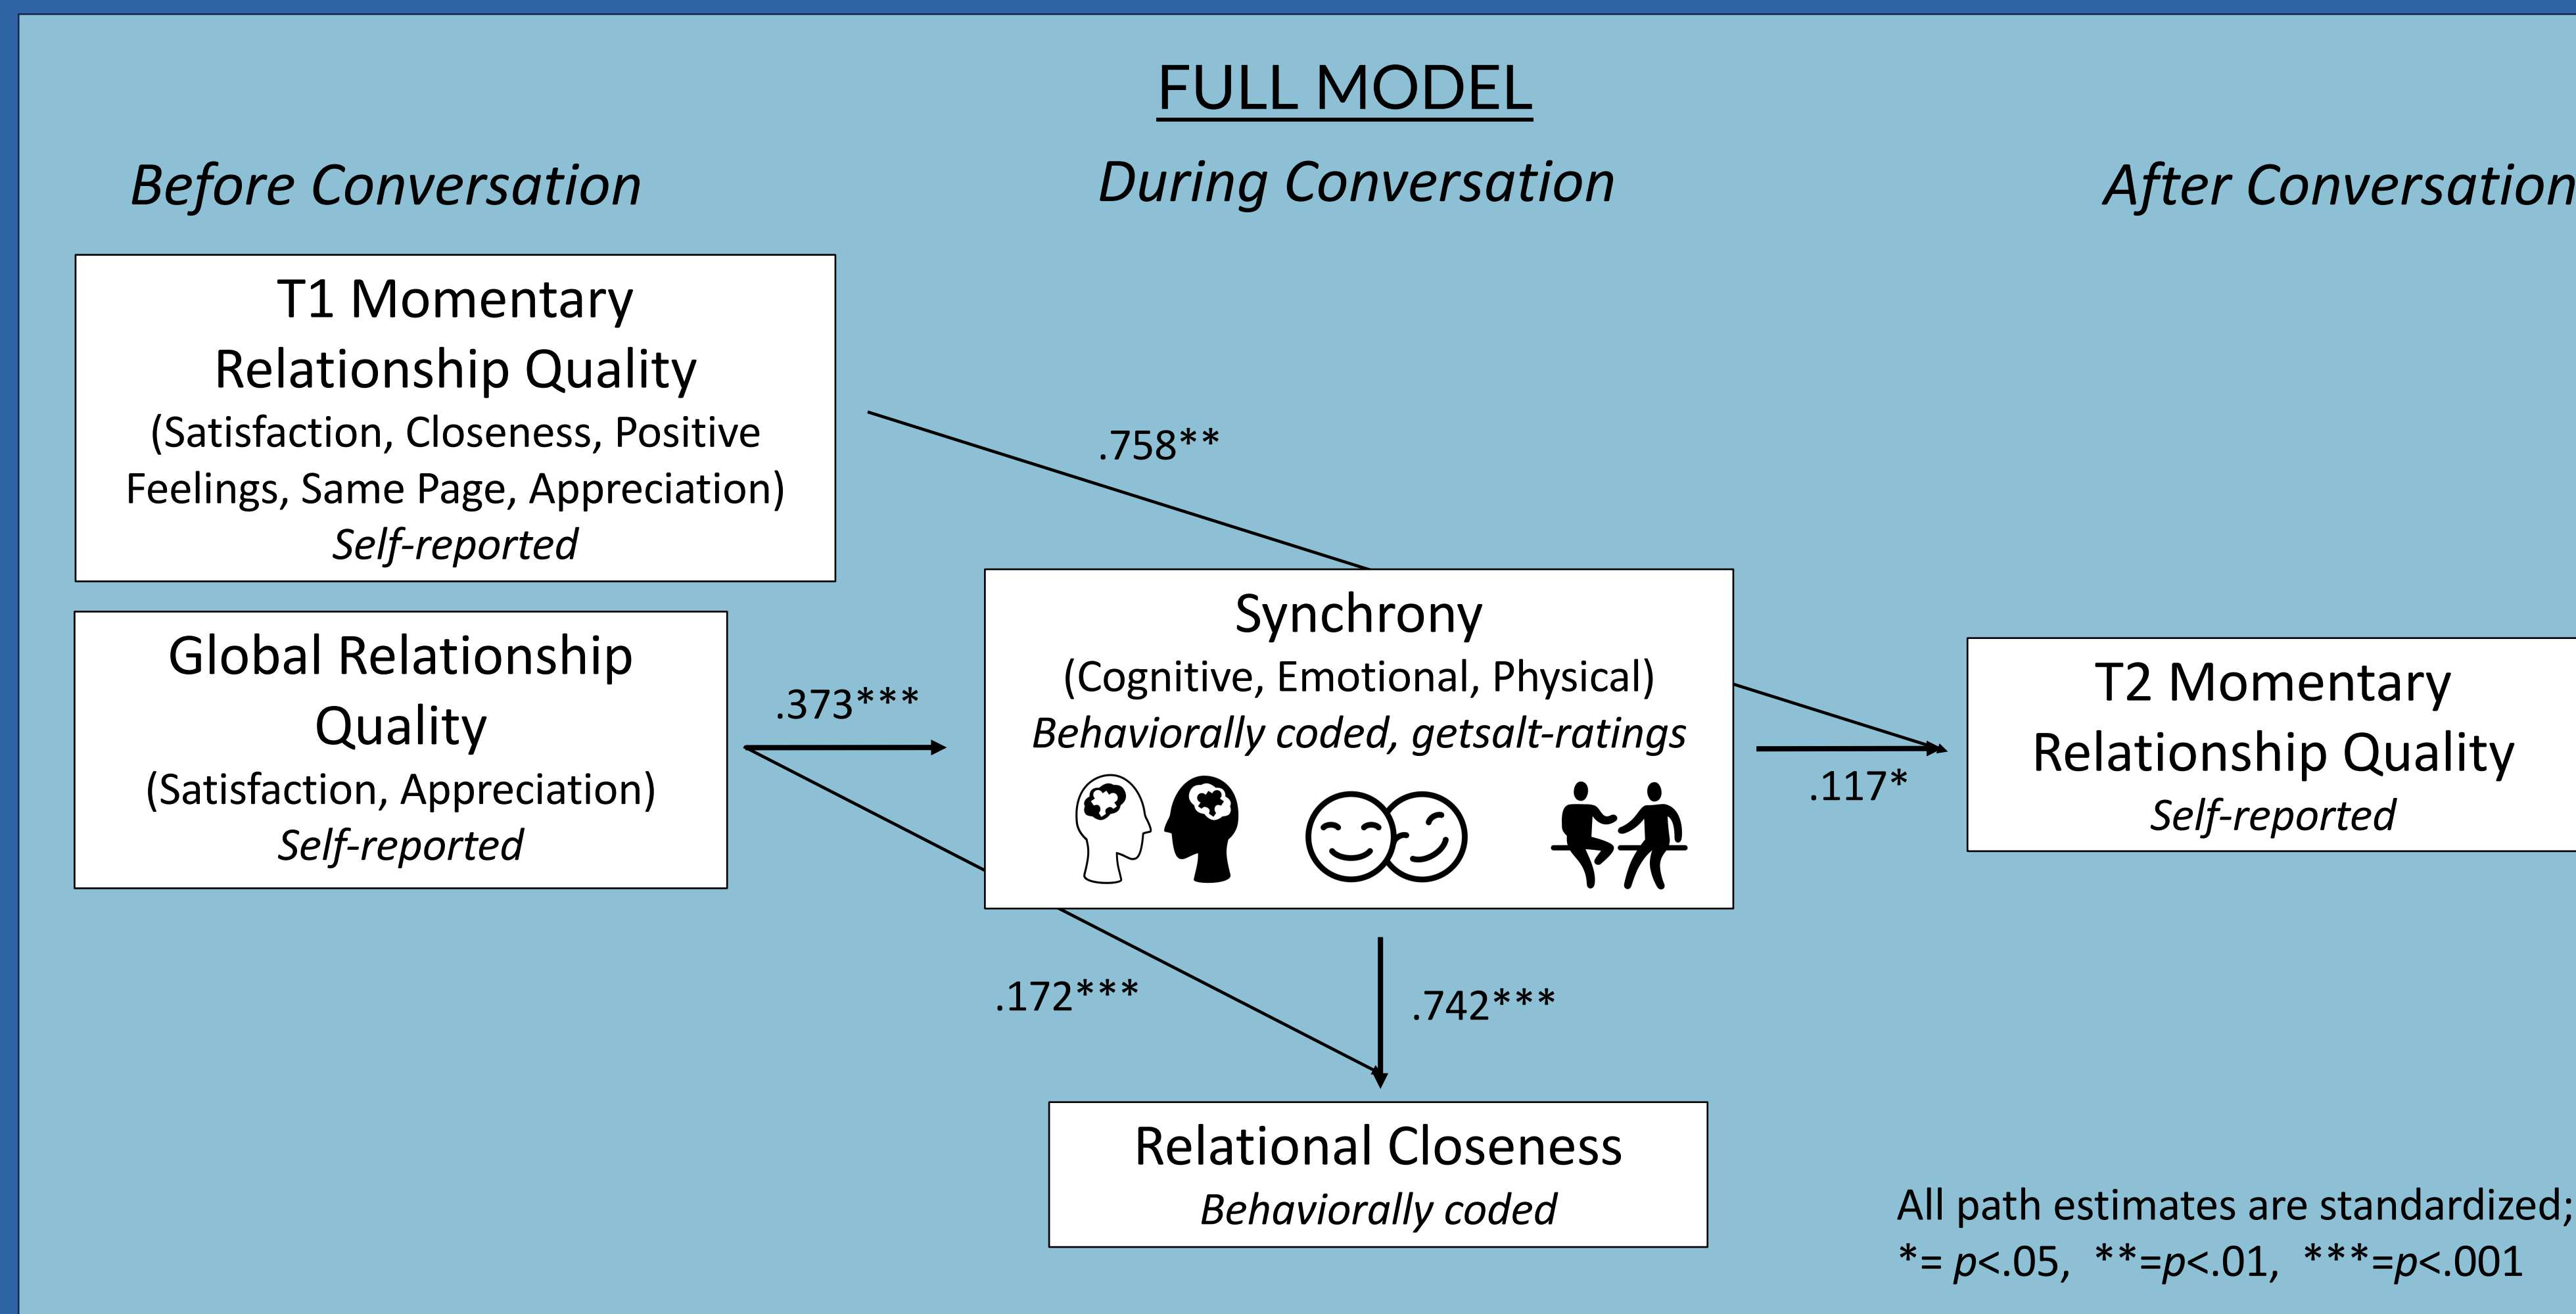 FULL MODEL
Before Conversation
During Conversation
After Conversation
T1 Momentary
Relationship Quality
(Satisfaction, Closeness, Positive
Feelings, Same Page, Appreciation)
Self-reported
.758**
Global Relationship
Quality
(Satisfaction, Appreciation)
Self-reported
.373***
Synchrony
(Cognitive, Emotional, Physical)
Behaviorally coded, getsalt-ratings
.117*
T2 Momentary
Relationship Quality
Self-reported
.172***
.742***
Relational Closeness
Behaviorally coded
All path estimates are standardized;
*= p<.05, **=p<.01, ***=p<.001